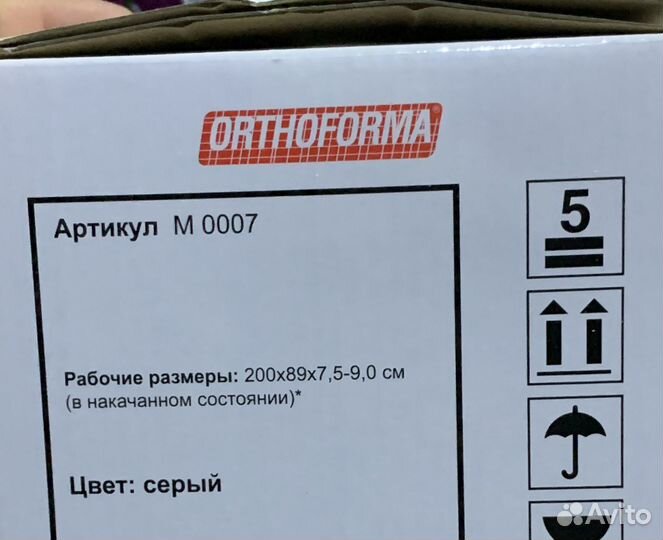 ORTHOFORMA®
Артикул М 0007
5
Рабочие размеры: 200х89х7,5-9,0 см
(в накачанном состоянии)*
Цвет: серый
Avito